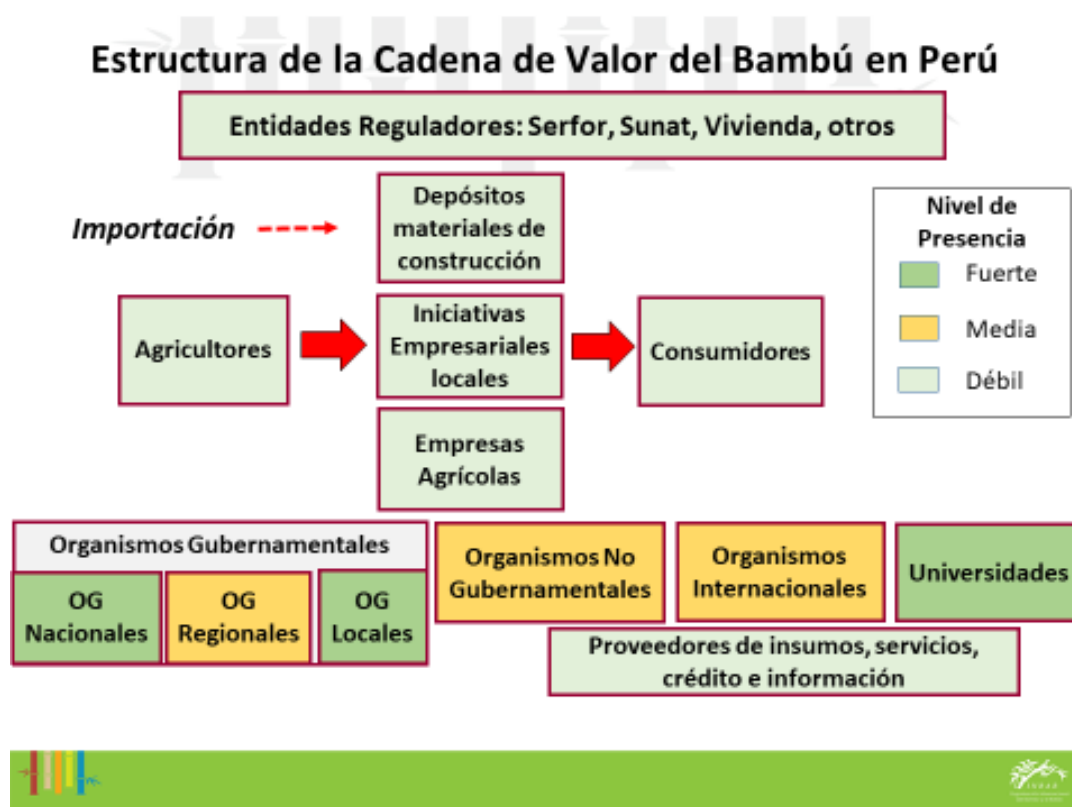 Estructura de la Cadena de Valor del Bambú en Perú
Entidades Reguladores: Serfor, Sunat, Vivienda, otros
Importación
Depósitos
materiales de
construcción
Nivel de
Presencia
Fuerte
Media
Débil
Agricultores
Iniciativas
Empresariales
locales
Consumidores
Empresas
Agrícolas
Organismos Gubernamentales
OG
Nacionales
OG
Regionales
OG
Locales
Organismos No
Gubernamentales
Organismos
Internacionales
Universidades
Proveedores de insumos, servicios,
crédito e información